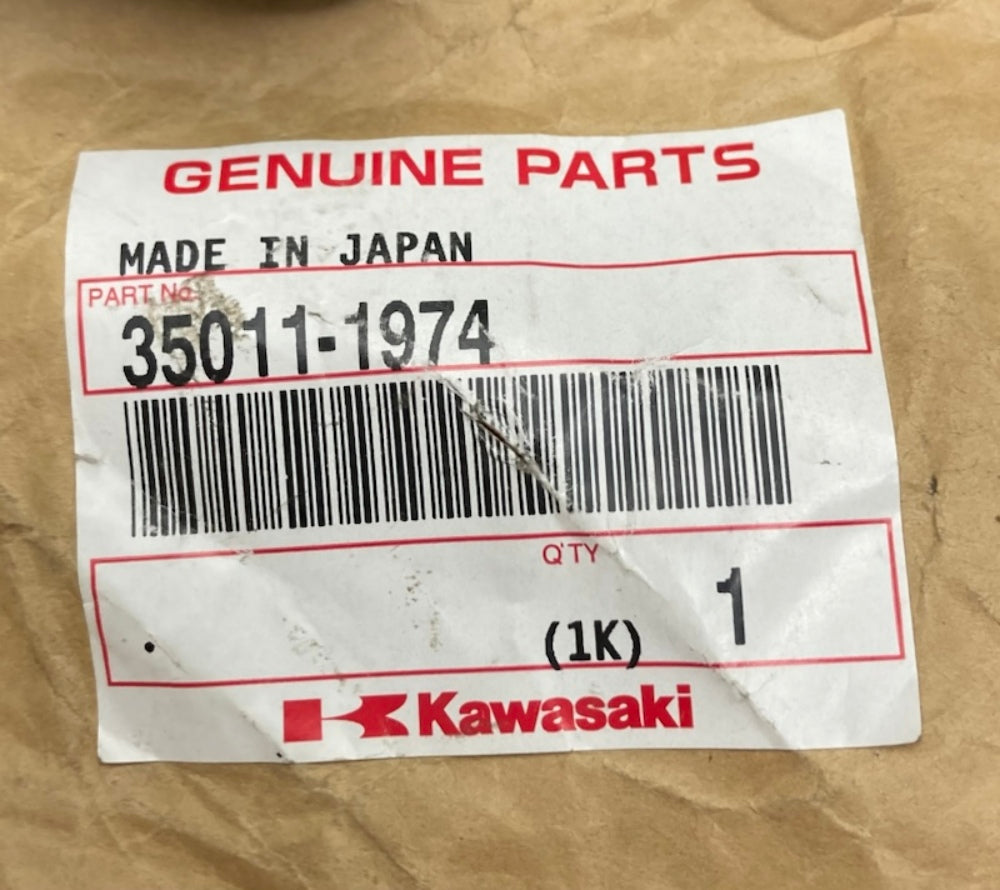 GENUINE PARTS
MADE IN JAPAN
PART No.
35011-1974
Q'TY
(1K) 1
Kawasaki